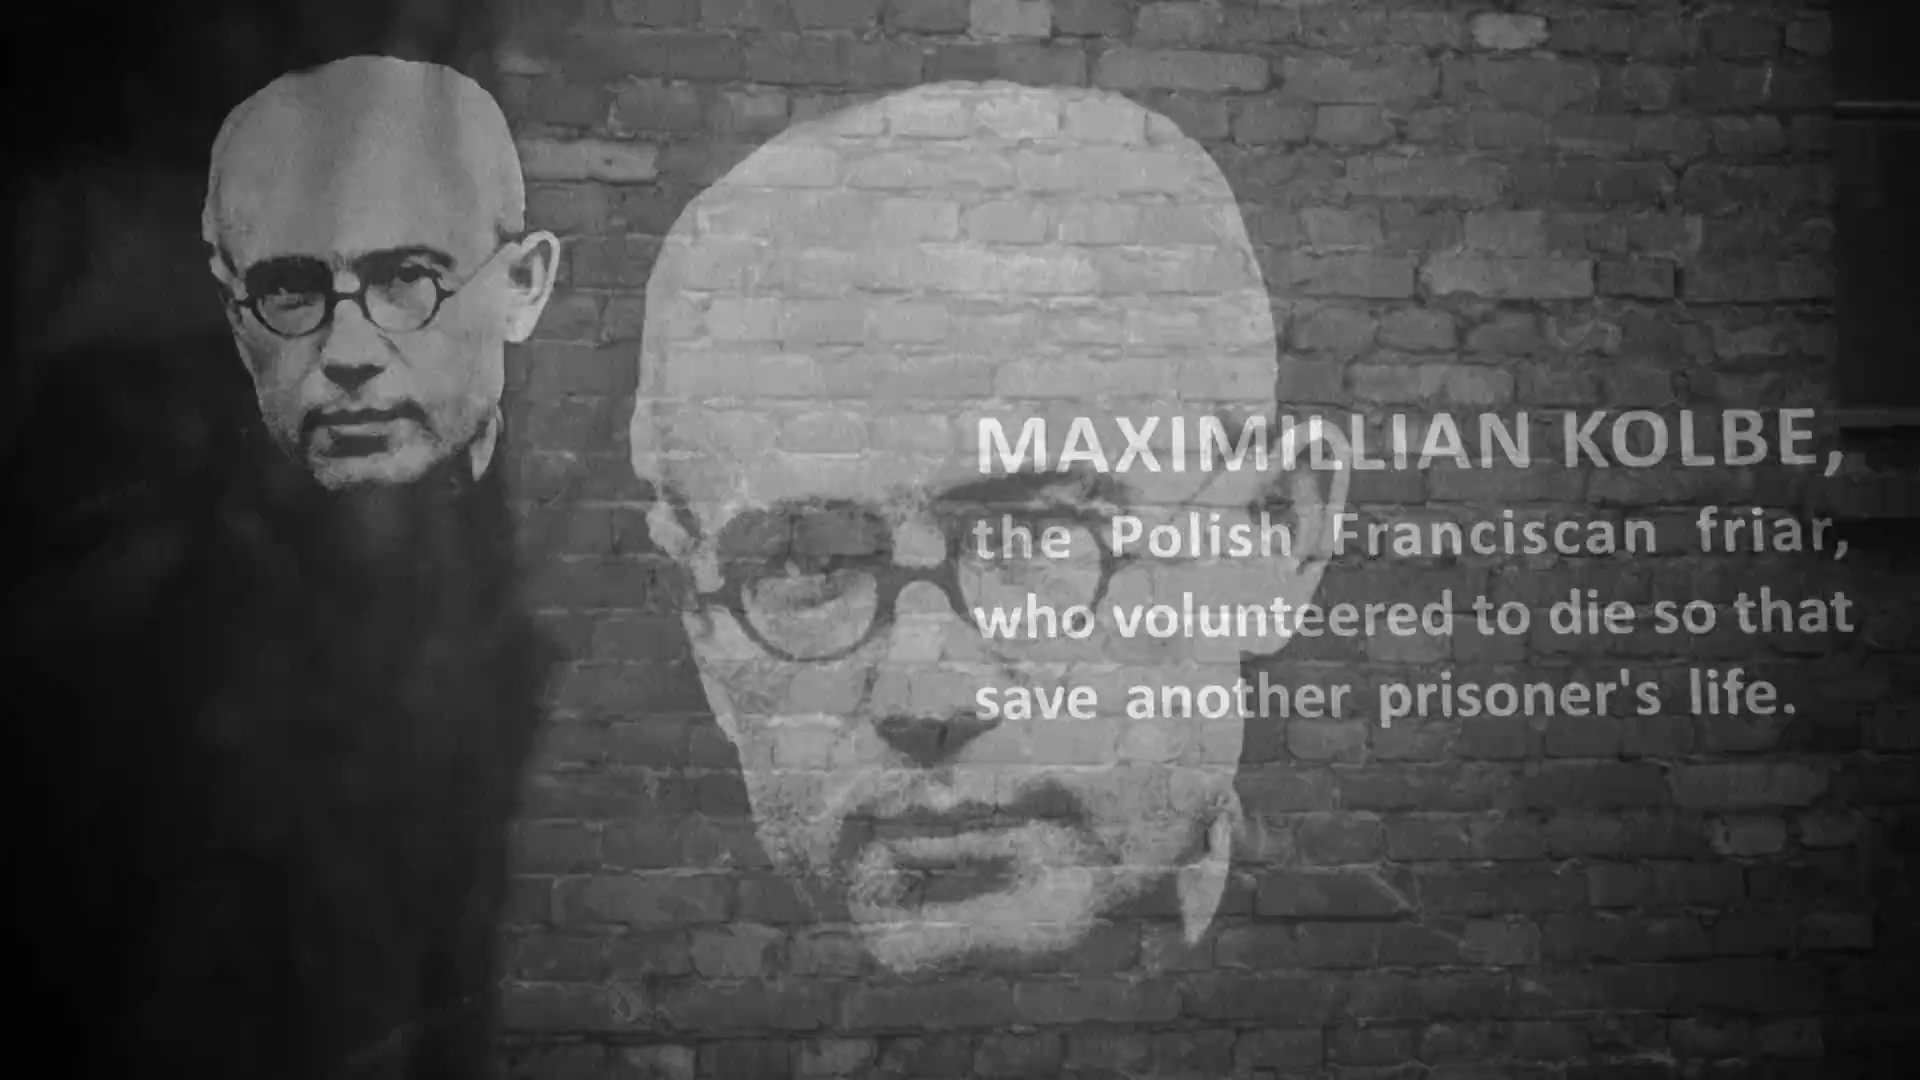 MAXIMILLIAN KOLBE,
the Polish Franciscan friar,
who volunteered to die so that
save another prisoner's life.